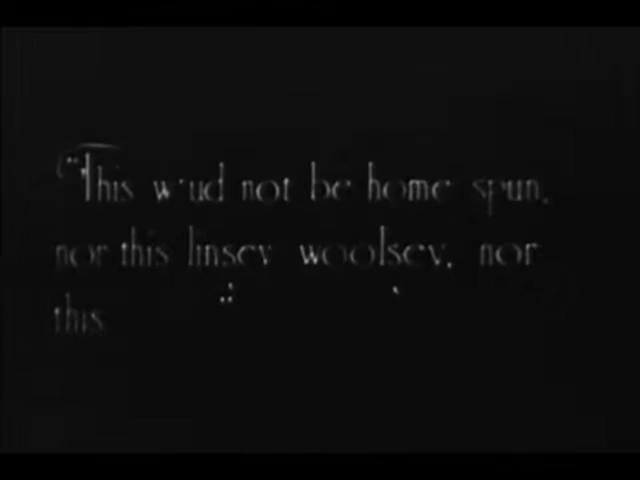 "This w'ud not be home spun,
nor this linsey woolsey, nor
this